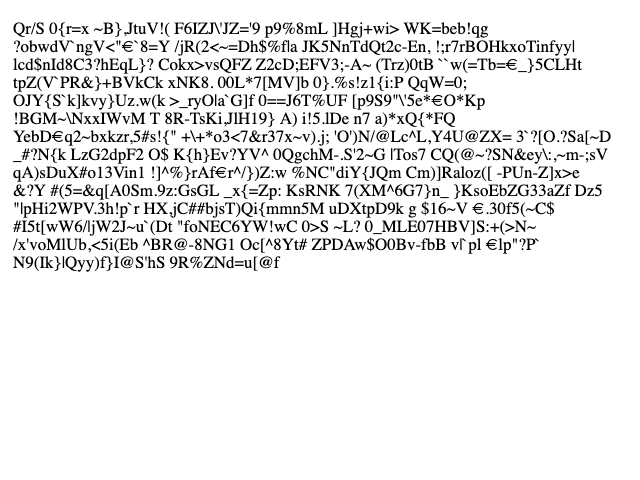 Qr/S 0{r=x ~B},JtuV!( F6IZJ\'JZ='9 p9%8mL ]Hgj+wi> WK=beb!qg
?obwdV`ngV<"€`8=Y /jR(2<~=Dh$%f|a JK5NnTdQt2c-En, !;r7rBOHkxoTinfyy|
lcd$nId8C3?hEqL}? Cokx>vsQFZ Z2cD;EFV3;-A~ (Trz)0tB ``w(=Tb=€_}5CLHt
tpZ(V`PR&}+BVkCk xNK8. 00L*7[MV]b 0}.%s!z1{i:P QqW=0;
OJY{S`k]kvy}Uz.w(k >_ryO|a`G]f 0==J6T%UF [p9S9"\'5e*€O*Kp
!BGM~\NxxIWvM T 8R-TsKi,JlH19} A) i!5.lDe n7 a)*xQ{*FQ
YebD€q2~bxkzr,5#s!{" +\+*o3<7&r37x~v).j; 'O')N/@Lc^L,Y4U@ZX= 3`?[O.?Sa[~D
_#?N{k LzG2dpF2 O$ K{h}Ev?YV^ 0QgchM-.S'2~G |Tos7 CQ(@~?SN&ey\:,~m-;sV
qA)sDuX#o13Vin1 !]^%}rAf€r^/})Z:w %NC"diY{JQm Cm)]Raloz([ -PUn-Z]x>e
&?Y #(5=&q[A0Sm.9z:GsGL _x{=Zp: KsRNK 7(XM^6G7}n_ }KsoEbZG33aZf Dz5
"|pHi2WPV.3h!p`r HX,jC##bjsT)Qi{mmn5M uDXtpD9k g $16~V €.30f5(~C$
#I5t[wW6/ljW2J~u`(Dt "foNEC6YW!wC 0>S ~L? 0_MLE07HBV]S:+(>N~
/x'voMlUb,<5i(Eb ^BR@-8NG1 Oc[^8Yt# ZPDAw$O0Bv-fbB v|`pl €lp"?P`
N9(Ik}|Qyy)f}I@S'hS 9R%ZNd=u[@f